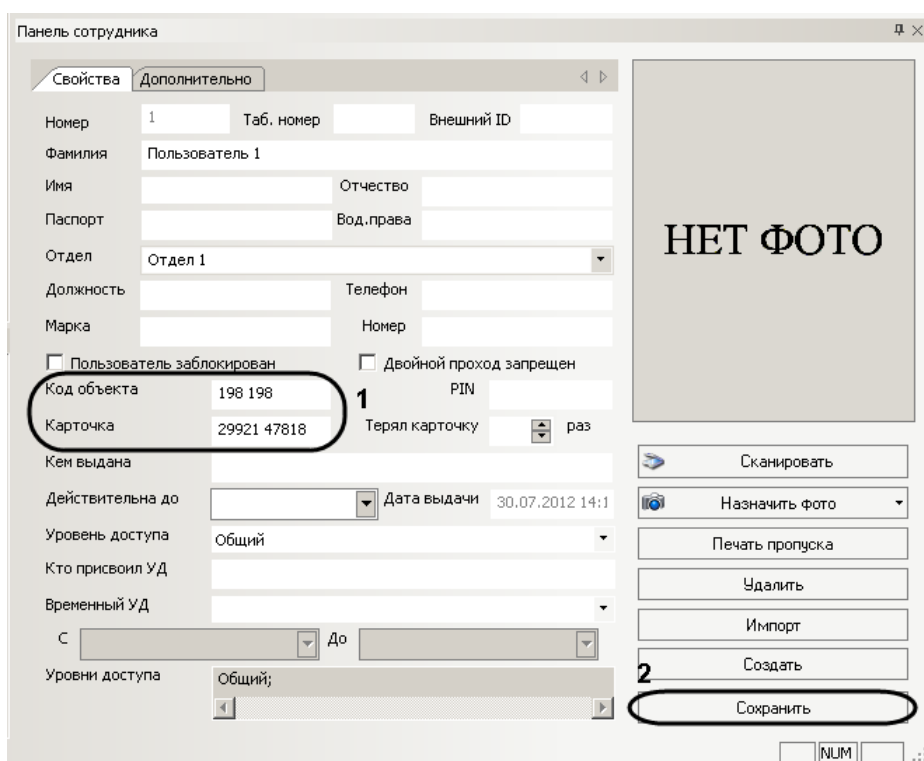 Панель сотрудника
Свойства Дополнительно
Номер 1 Таб. номер Внешний ID
Фамилия Пользователь 1
Имя Отчество
Паспорт Вод.права
Отдел Отдел 1
Должность Телефон
Марка Номер
Пользователь заблокирован Двойной проход запрещен
Код объекта 198 198 1 PIN
Карточка 29921 47818 Терял карточку раз
Кем выдана
Действительна до Дата выдачи 30.07.2012 14:1
Уровень доступа Общий
Кто присвоил УД
Временный УД
С До
Уровни доступа Общий;
НЕТ ФОТО
Сканировать
Назначить фото
Печать пропуска
Удалить
Импорт
Создать
2
Сохранить
NUM